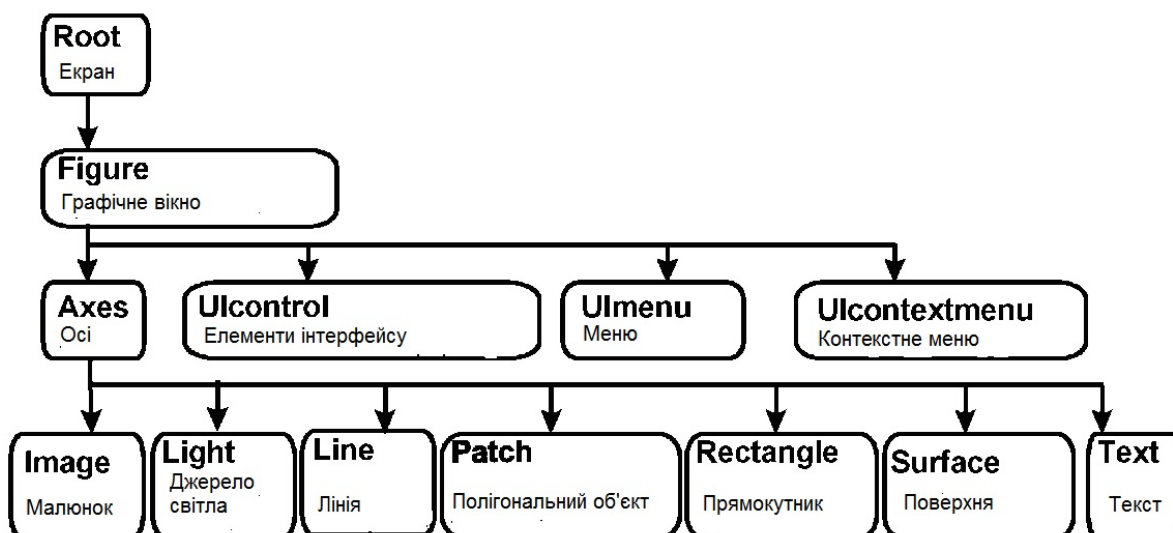 Root
Екран
Figure
Графічне вікно
Axes
Осі
UIcontrol
Елементи інтерфейсу
UImenu
Меню
UIcontextmenu
Контекстне меню
Image
Малюнок
Light
Джерело
світла
Line
Лінія
Patch
Полігональний об'єкт
Rectangle
Прямокутник
Surface
Поверхня
Text
Текст